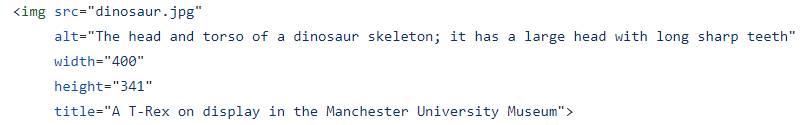 <img src="dinosaur.jpg"
alt="The head and torso of a dinosaur skeleton; it has a large head with long sharp teeth"
width="400"
height="341"
title="A T-Rex on display in the Manchester University Museum">